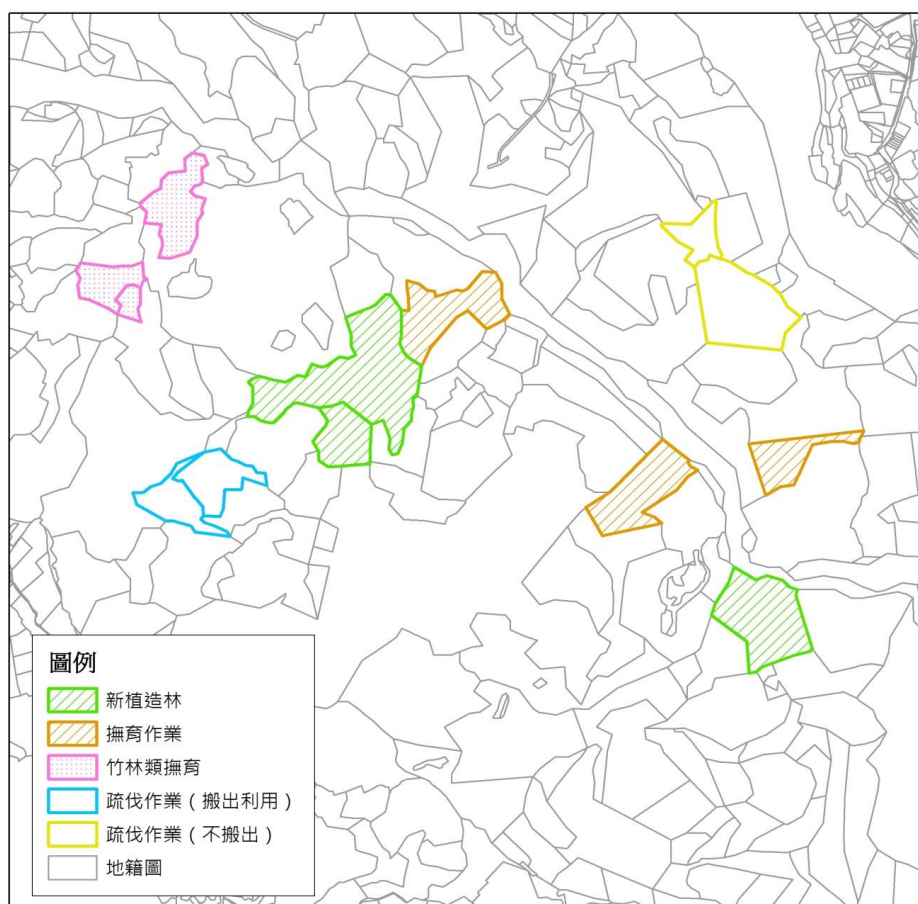 圖例
新植造林
撫育作業
竹林類撫育
疏伐作業（搬出利用）
疏伐作業（不搬出）
地籍圖